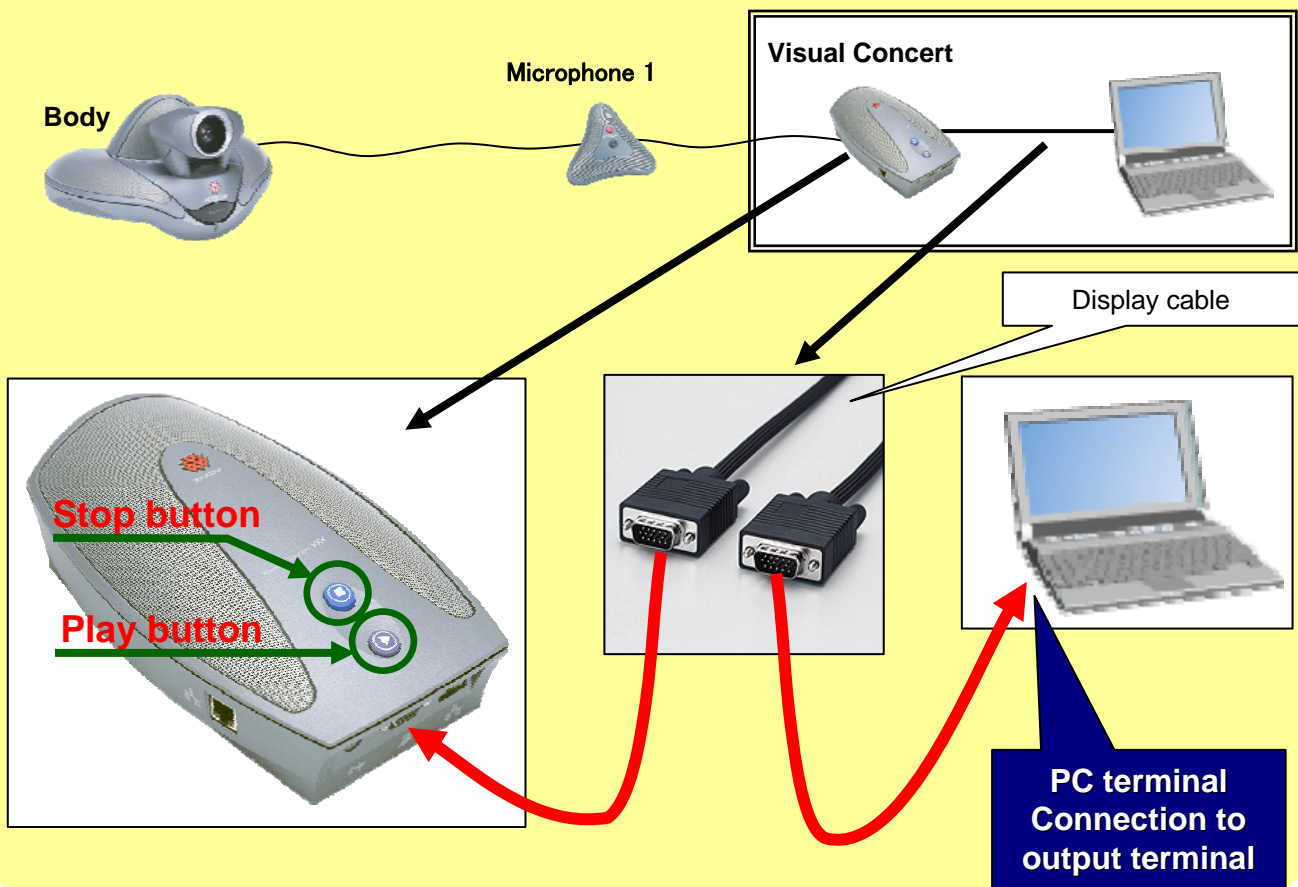 Visual Concert
Microphone 1
Body
Display cable
Stop button
Play button
PC terminal
Connection to
output terminal